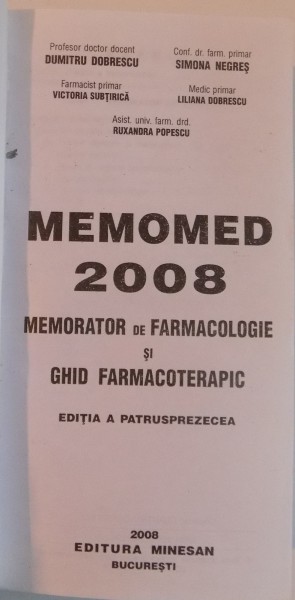 Profesor doctor docent
DUMITRU DOBRESCU
Conf. dr. farm. primar
SIMONA NEGREȘ
Farmacist primar
VICTORIA SUBȚIRICĂ
Medic primar
LILIANA DOBRESCU
Asist. univ. farm. drd.
RUXANDRA POPESCU
MEMOMED
2008
MEMORATOR DE FARMACOLOGIE
ȘI
GHID FARMACOTERAPIC
EDIȚIA A PATRUSPREZECEA
2008
EDITURA MINESAN
BUCUREȘTI